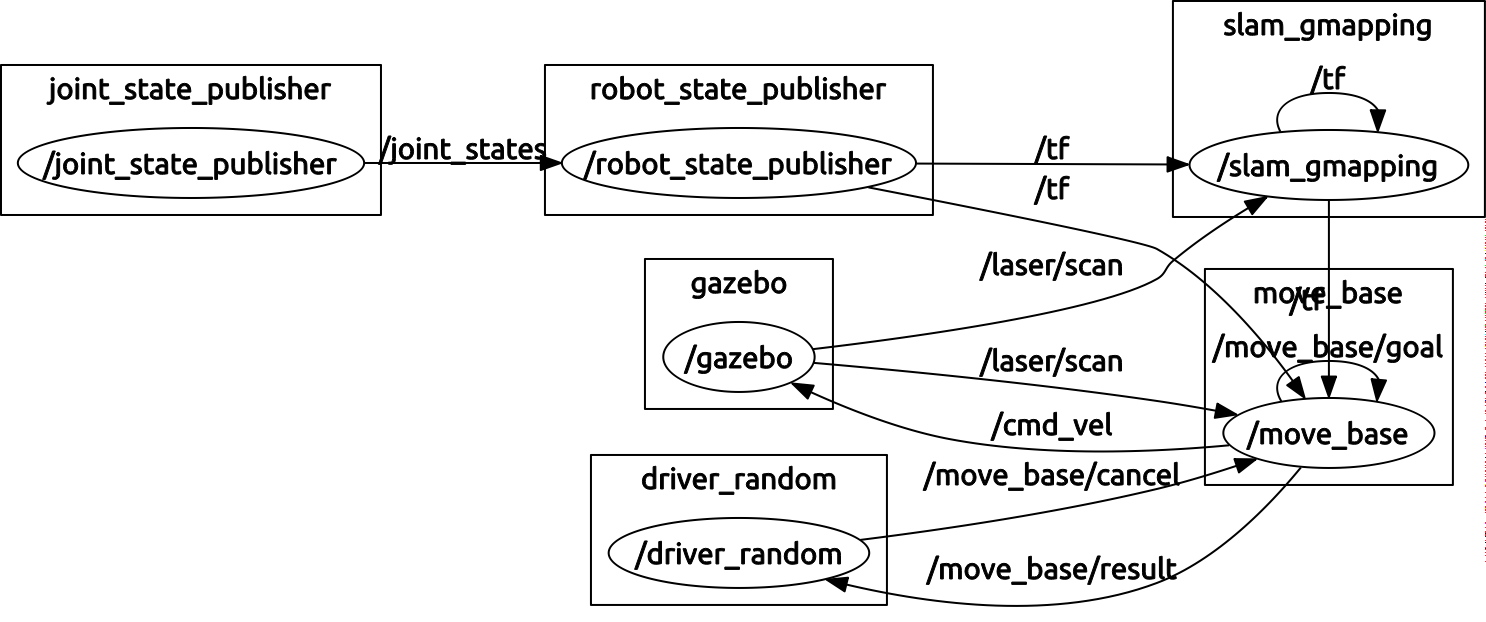 slam_gmapping
/tf
/slam_gmapping
joint_state_publisher
/joint_state_publisher
/joint_states
robot_state_publisher
/robot_state_publisher
/tf
/tf
/laser/scan
gazebo
/gazebo
/laser/scan
/cmd_vel
move_base
/tf
/move_base/goal
/move_base
driver_random
/driver_random
/move_base/cancel
/move_base/result